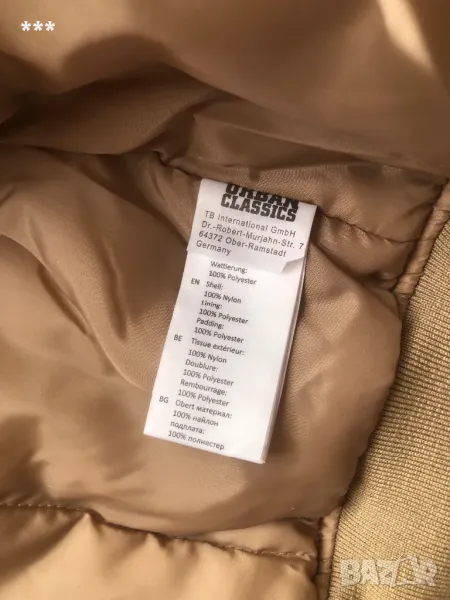 ***
URBAN
CLASSICS
TB International GmbH
Dr.-Robert-Murjahn-Str. 7
64372 Ober-Ramstadt
Germany
Wattierung:
100% Polyester
EN Shell:
100% Nylon
Lining:
100% Polyester
Padding:
100% Polyester
BE Tissue extérieur:
100% Nylon
Doublure:
100% Polyester
Rembourrage:
100% Polyester
BG Obert материал:
100% найлон
подплата:
100% полиестер
BAZAR